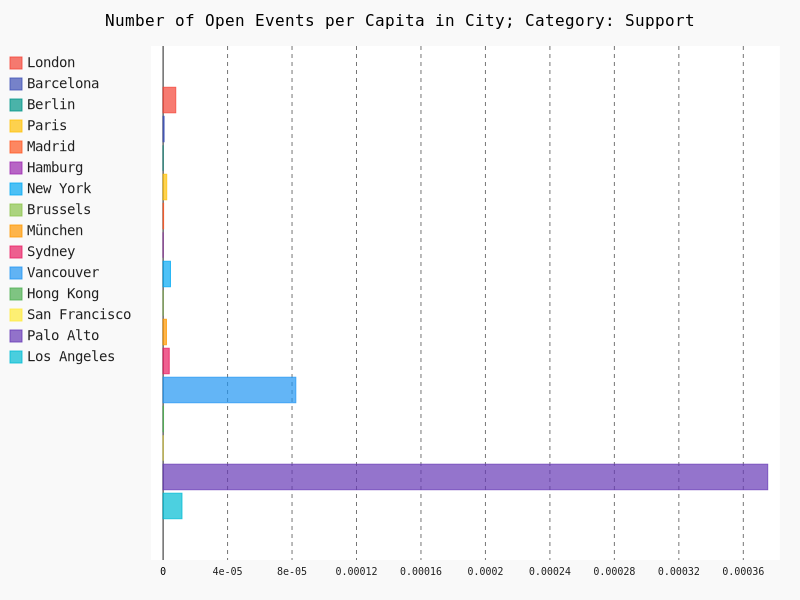 Number of Open Events per Capita in City; Category: Support
London
Barcelona
Berlin
Paris
Madrid
Hamburg
New York
Brussels
München
Sydney
Vancouver
Hong Kong
San Francisco
Palo Alto
Los Angeles
0 4e-05 8e-05 0.00012 0.00016 0.0002 0.00024 0.00028 0.00032 0.00036